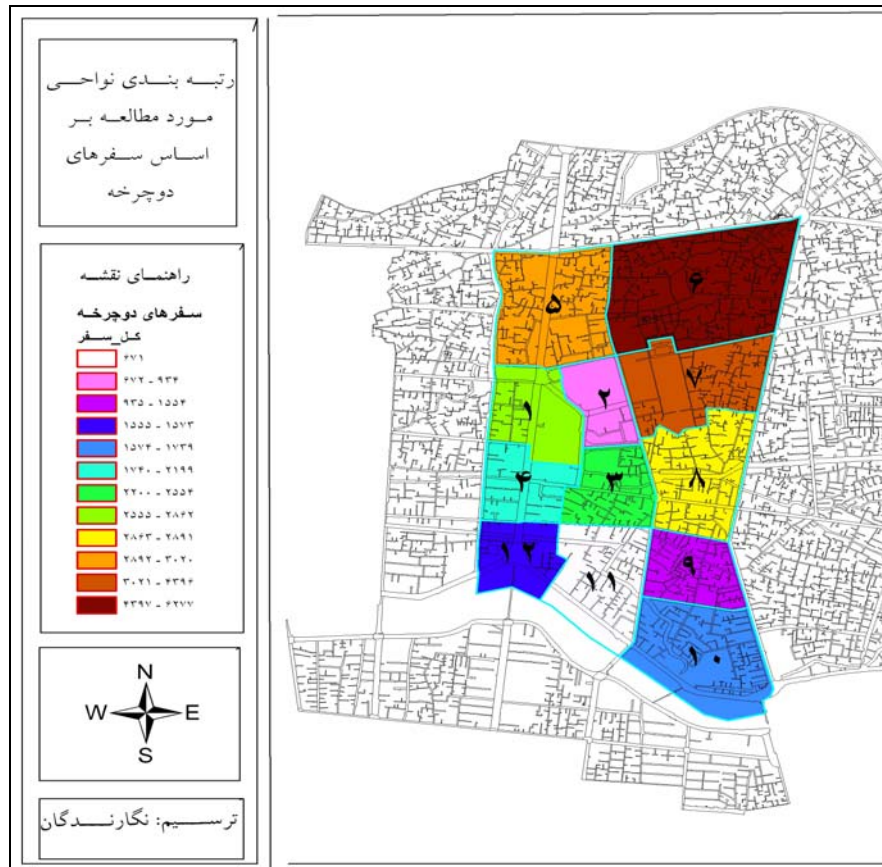 رتبه بندی نواحی
مورد مطالعه بر
اساس سفرهای
دوچرخه
راهنمای نقشه
سفرهای دوچرخه
کل_سفر
۶۷۱
۶۷۲ - ۹۳۴
۹۳۵ - ۱۵۵۴
۱۵۵۵ - ۱۵۷۳
۱۵۷۴ - ۱۷۳۹
۱۷۴۰ - ۲۱۹۹
۲۲۰۰ - ۲۵۵۴
۲۵۵۵ - ۲۸۶۲
۲۸۶۳ - ۲۸۹۱
۲۸۹۲ - ۳۰۲۰
۳۰۲۱ - ۴۳۹۶
۴۳۹۷ - ۶۲۷۷
N
W E
S
ترسیم: نگارندگان
۵
۶
۷
۲
۱
۸
۳
۴
۱۲
۱۱
۹
۱۰